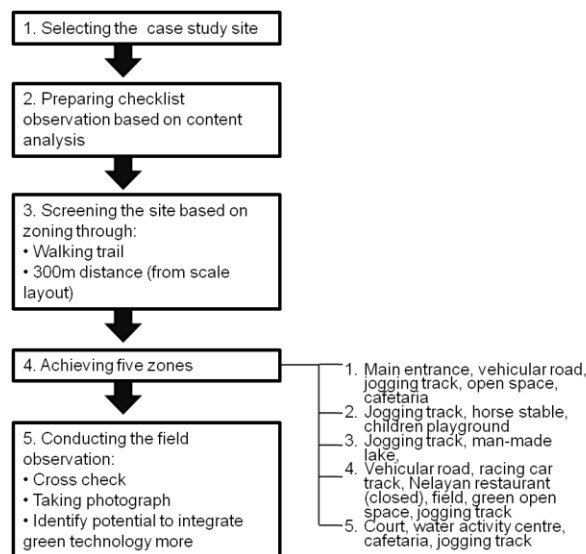 1. Selecting the case study site
2. Preparing checklist
observation based on content
analysis
3. Screening the site based on
zoning through:
• Walking trail
• 300m distance (from scale
layout)
4. Achieving five zones
1. Main entrance, vehicular road,
jogging track, open space,
cafetaria
2. Jogging track, horse stable,
children playground
3. Jogging track, man-made
lake,
4. Vehicular road, racing car
track, Nelayan restaurant
(closed), field, green open
space, jogging track
5. Court, water activity centre,
cafetaria, jogging track
5. Conducting the field
observation:
• Cross check
• Taking photograph
• Identify potential to integrate
green technology more